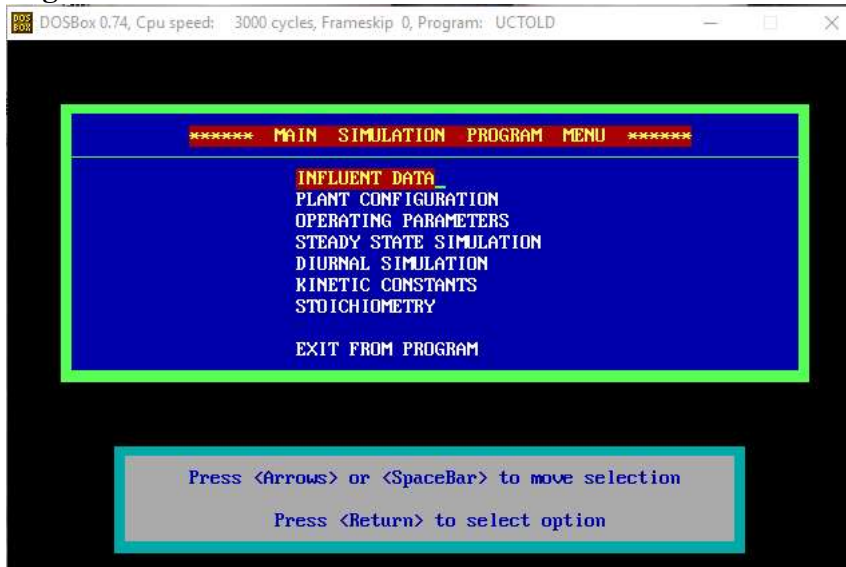 DOSBox 0.74, Cpu speed: 3000 cycles, Frameskip 0, Program: UCTOLD
****** MAIN SIMULATION PROGRAM MENU ******
INFLUENT DATA_
PLANT CONFIGURATION
OPERATING PARAMETERS
STEADY STATE SIMULATION
DIURNAL SIMULATION
KINETIC CONSTANTS
STOICHIOMETRY
EXIT FROM PROGRAM
Press <Arrows> or <SpaceBar> to move selection
Press <Return> to select option